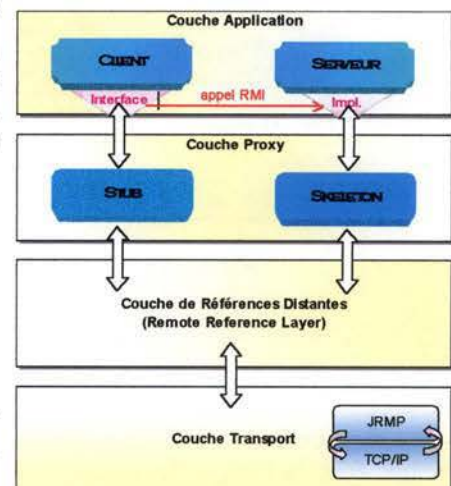 Couche Application
CLIENT
SERVEUR
Interface
appel RMI
Impl.
Couche Proxy
STUB
SKELETON
Couche de Références Distantes
(Remote Reference Layer)
Couche Transport
JRMP
TCP/IP